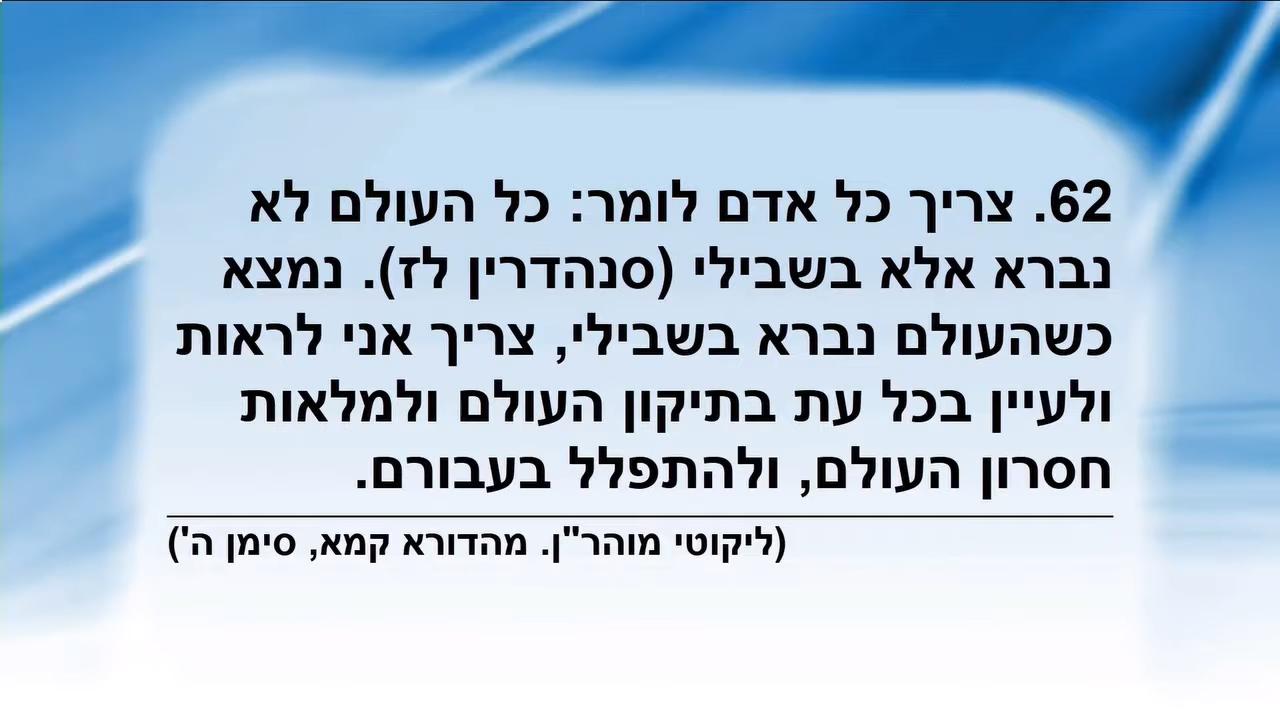 62. צריך כל אדם לומר: כל העולם לא
נברא אלא בשבילי (סנהדרין לז). נמצא
כשהעולם נברא בשבילי, צריך אני לראות
ולעיין בכל עת בתיקון העולם ולמלאות
חסרון העולם, ולהתפלל בעבורם.
(ליקוטי מוהר"ן. מהדורא קמא, סימן ה')